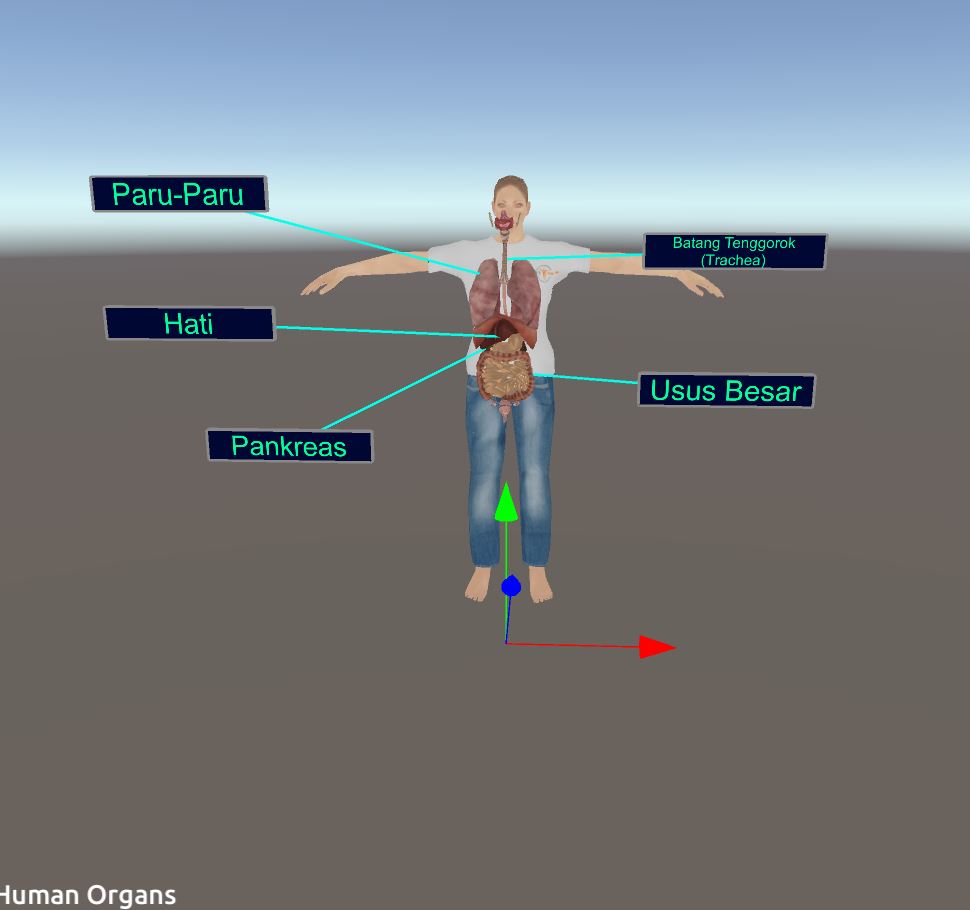 Paru-Paru
Batang Tenggorok
(Trachea)
Hati
Usus Besar
Pankreas
Human Organs